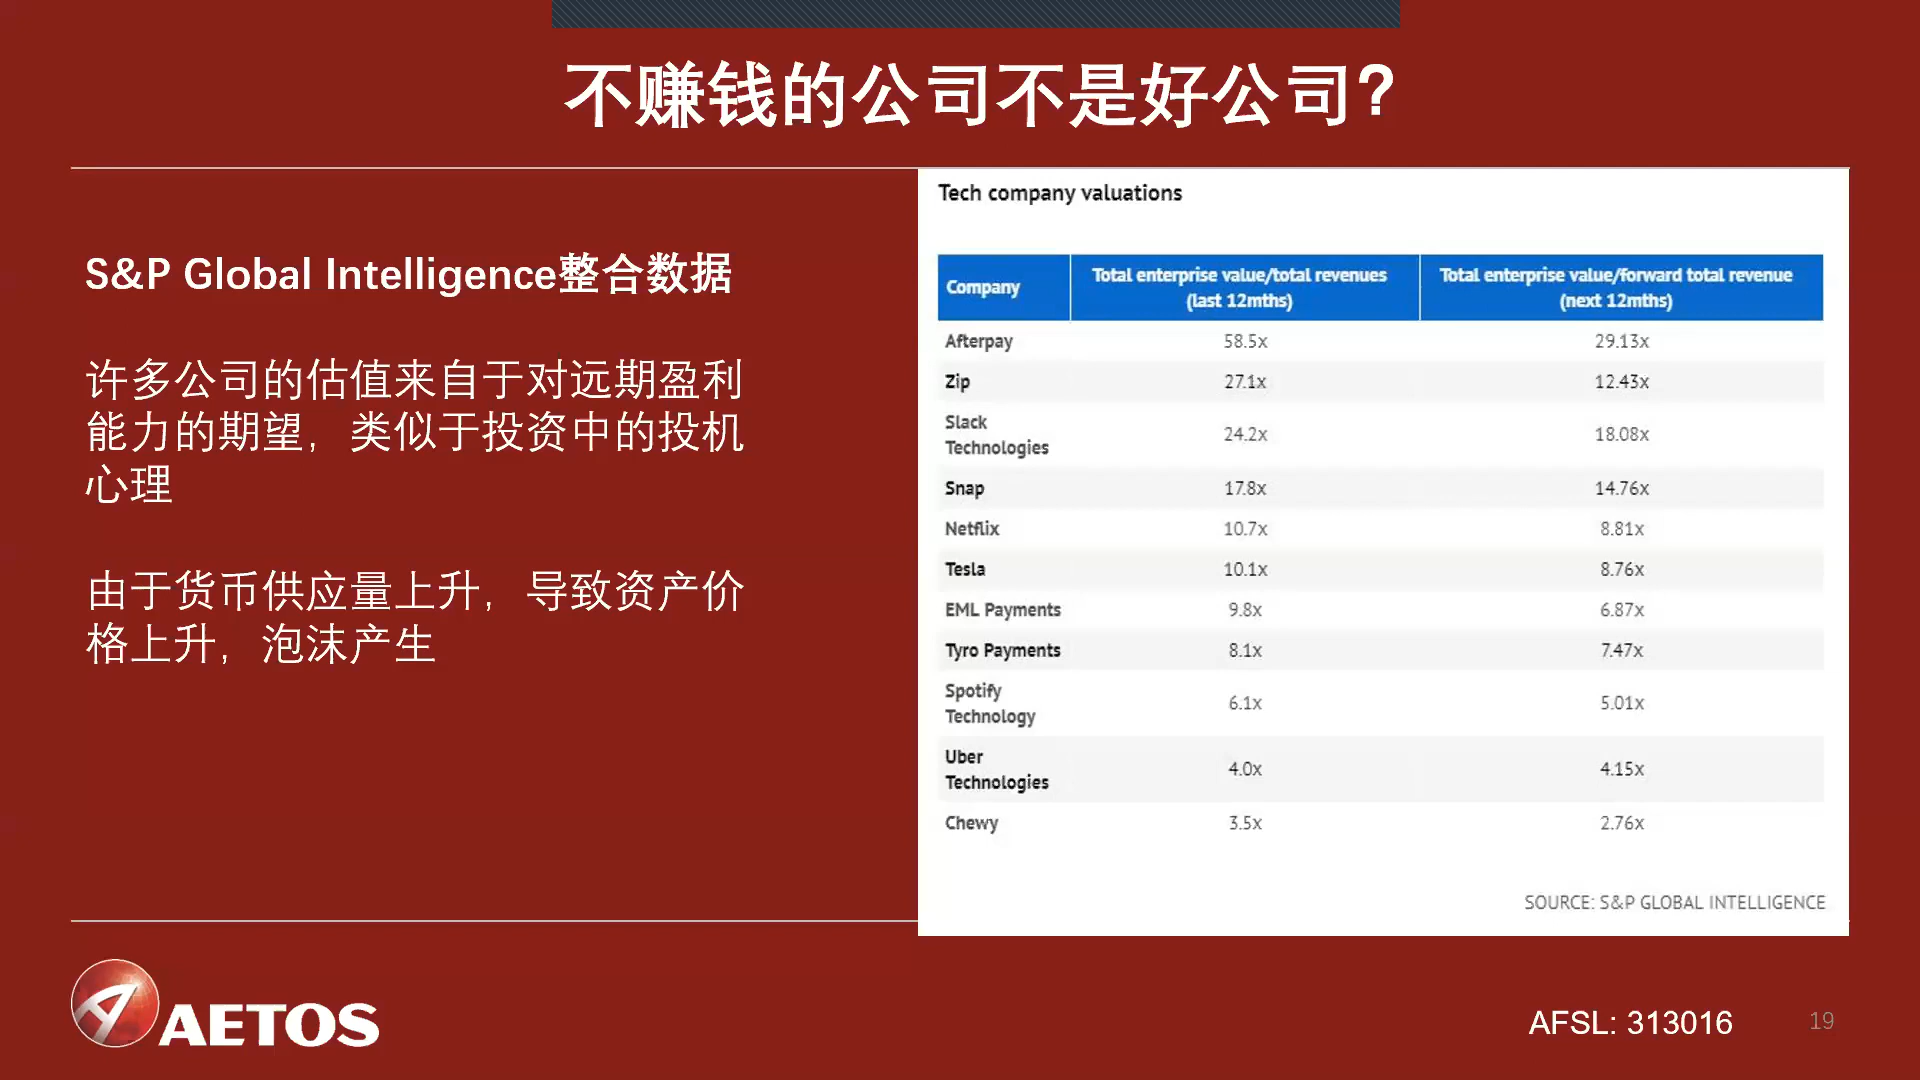 不赚钱的公司不是好公司?
S&P Global Intelligence整合数据
许多公司的估值来自于对远期盈利
能力的期望，类似于投资中的投机
心理
由于货币供应量上升，导致资产价
格上升，泡沫产生
Tech company valuations
Company Total enterprise value/total revenues (last 12mths) Total enterprise value/forward total revenue (next 12mths)
Afterpay 58.5x 29.13x
Zip 27.1x 12.43x
Slack Technologies 24.2x 18.08x
Snap 17.8x 14.76x
Netflix 10.7x 8.81x
Tesla 10.1x 8.76x
EML Payments 9.8x 6.87x
Tyro Payments 8.1x 7.47x
Spotify Technology 6.1x 5.01x
Uber Technologies 4.0x 4.15x
Chewy 3.5x 2.76x
SOURCE: S&P GLOBAL INTELLIGENCE
AETOS
AFSL: 313016
19